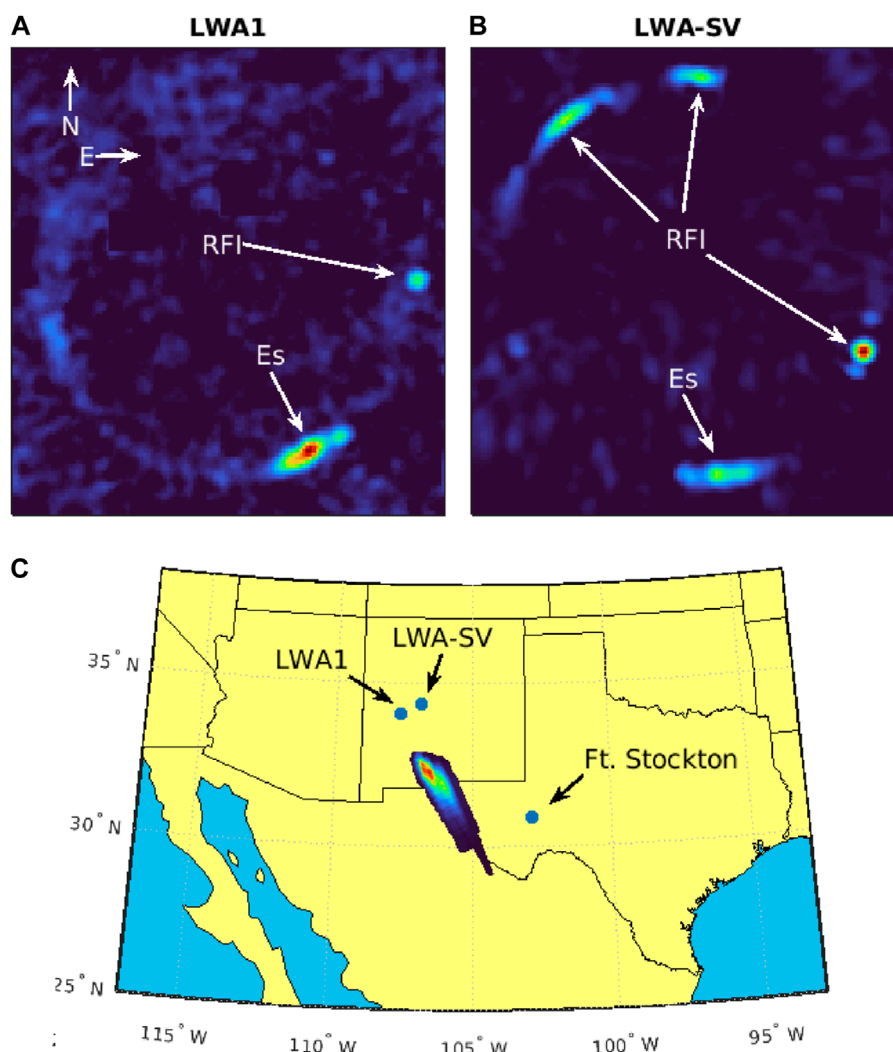 A
LWA1
B
LWA-SV
N
E
RFI
RFI
Es
Es
C
35° N
LWA-SV
LWA1
Ft. Stockton
30° N
25° N
115° W
110° W
105° W
100° W
95° W